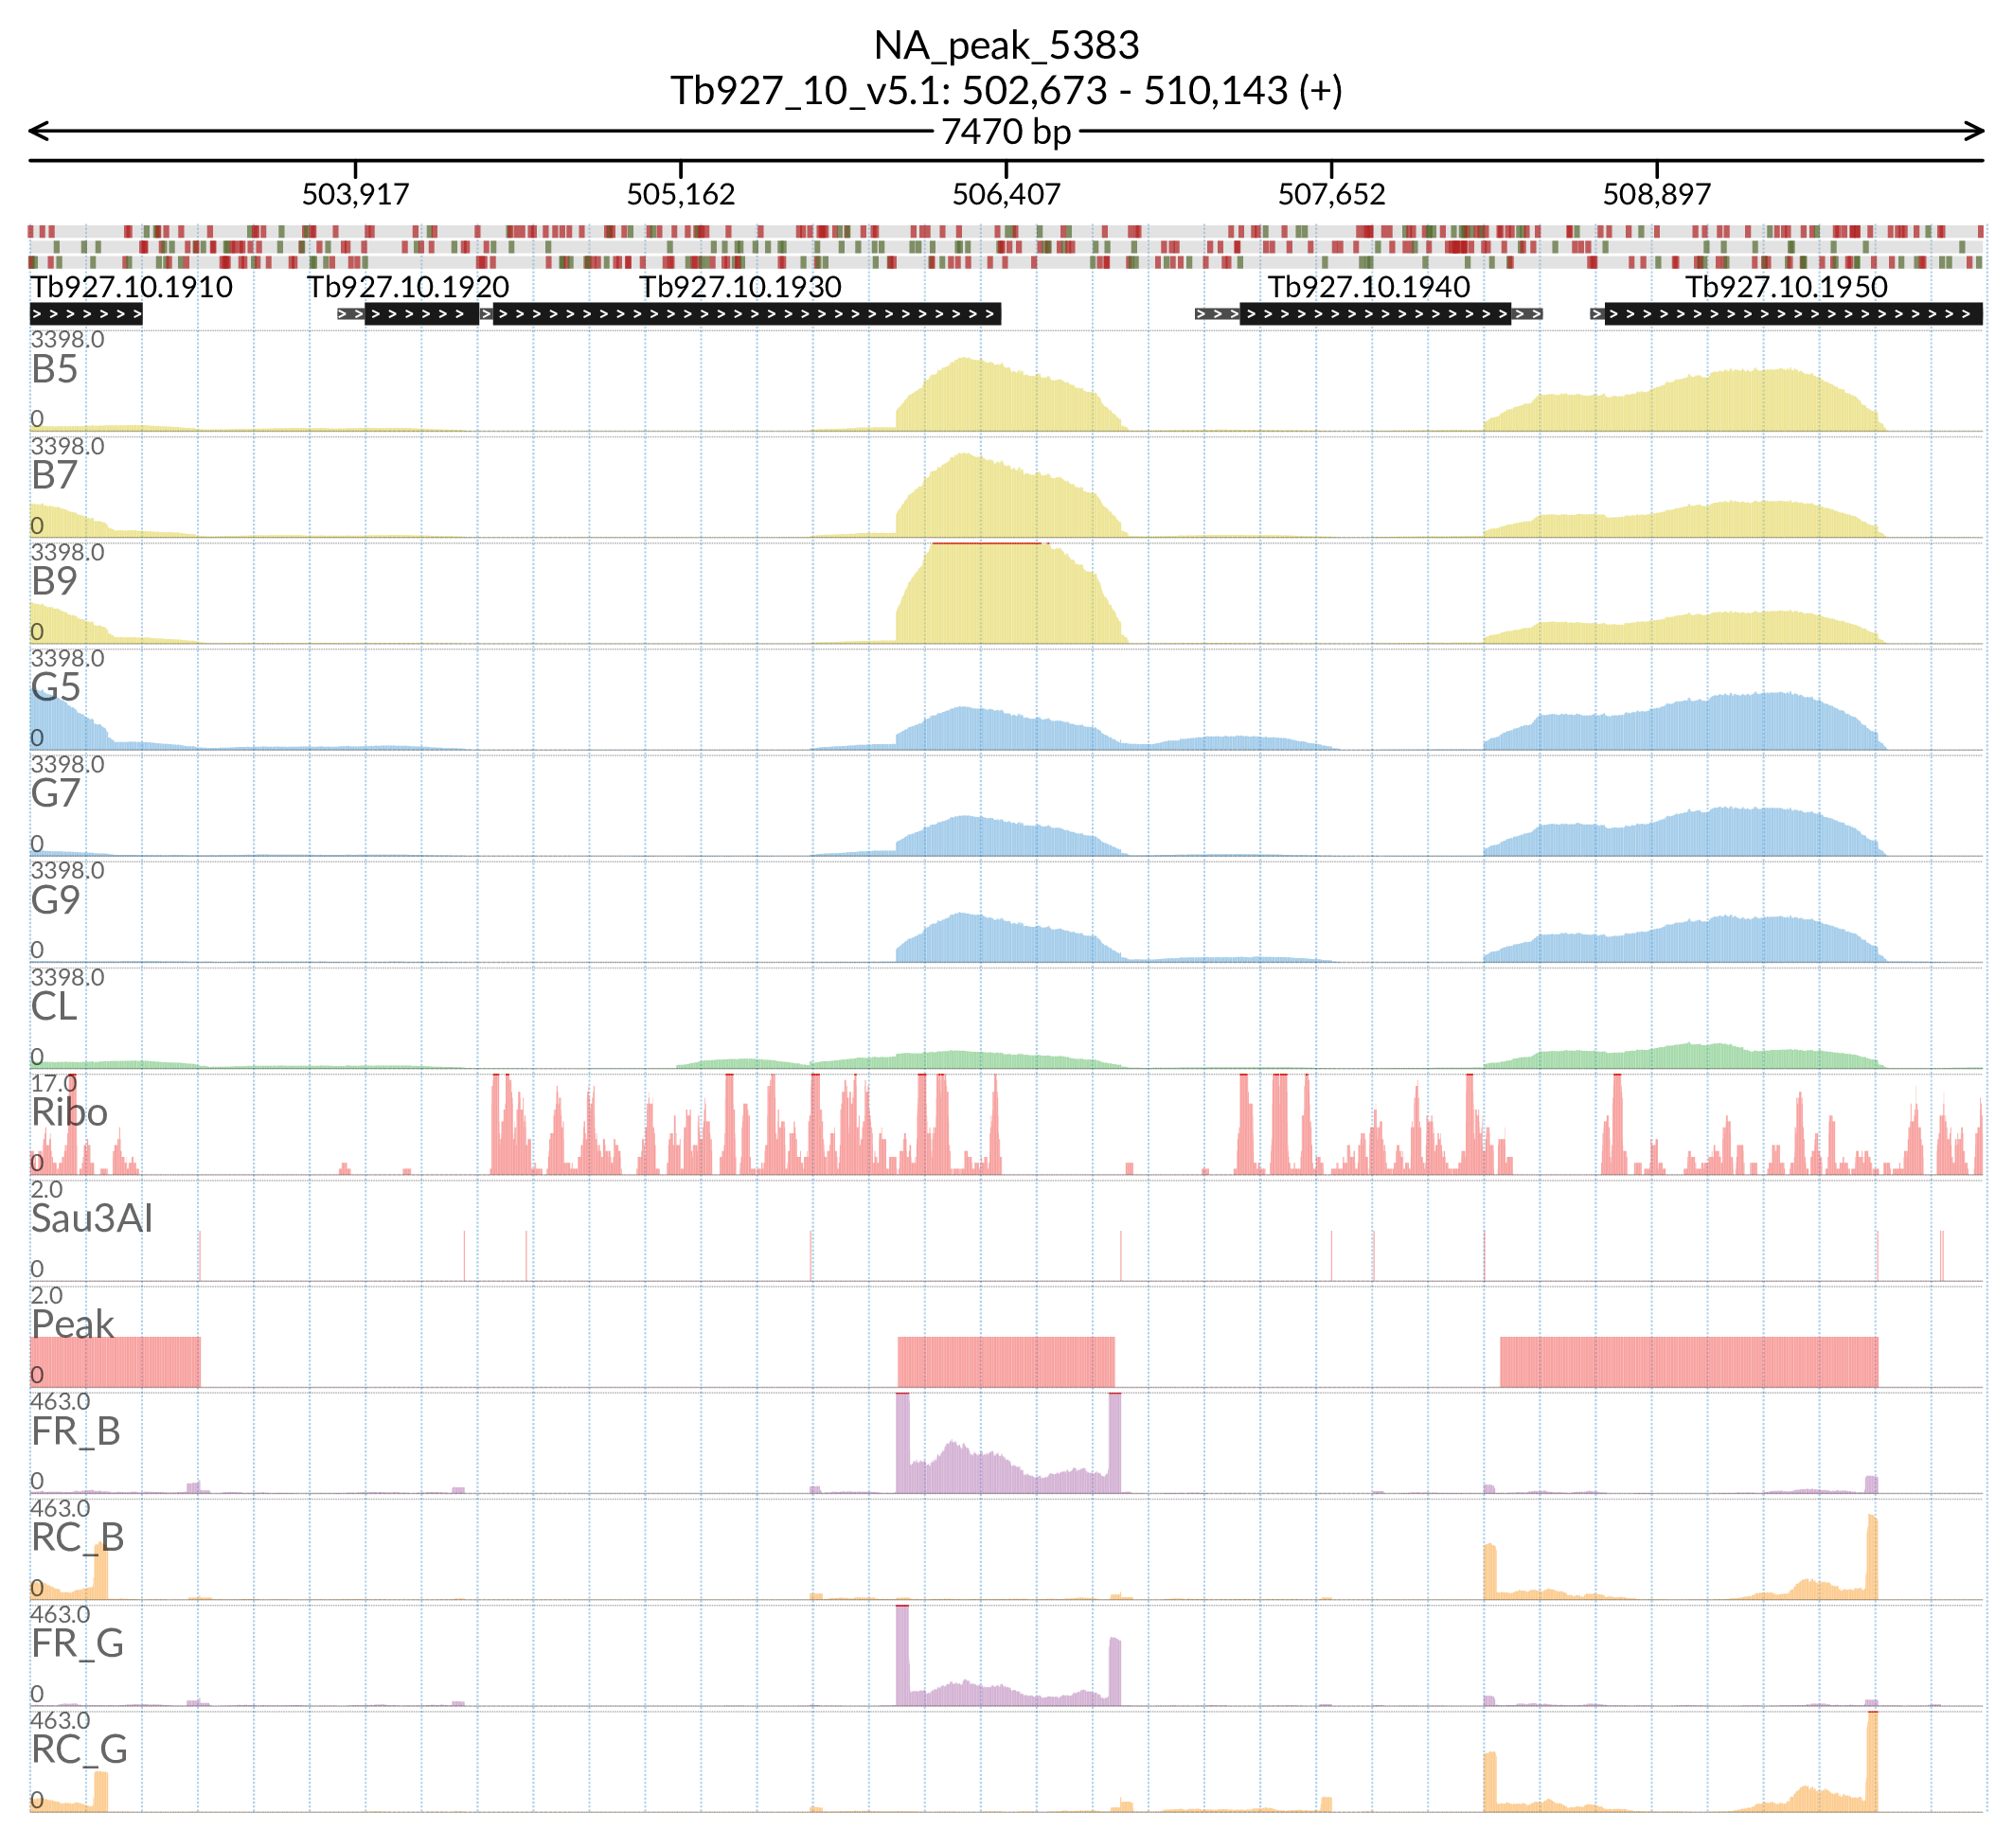 NA_peak_5383
Tb927_10_v5.1: 502,673 - 510,143 (+)
7470 bp
503,917 505,162 506,407 507,652 508,897
Tb927.10.1910 Tb927.10.1920 Tb927.10.1930 Tb927.10.1940 Tb927.10.1950
3398.0
B5
0
3398.0
B7
0
3398.0
B9
0
3398.0
G5
0
3398.0
G7
0
3398.0
G9
0
3398.0
CL
0
17.0
Ribo
0
2.0
Sau3AI
0
2.0
Peak
0
463.0
FR_B
0
463.0
RC_B
0
463.0
FR_G
0
463.0
RC_G
0